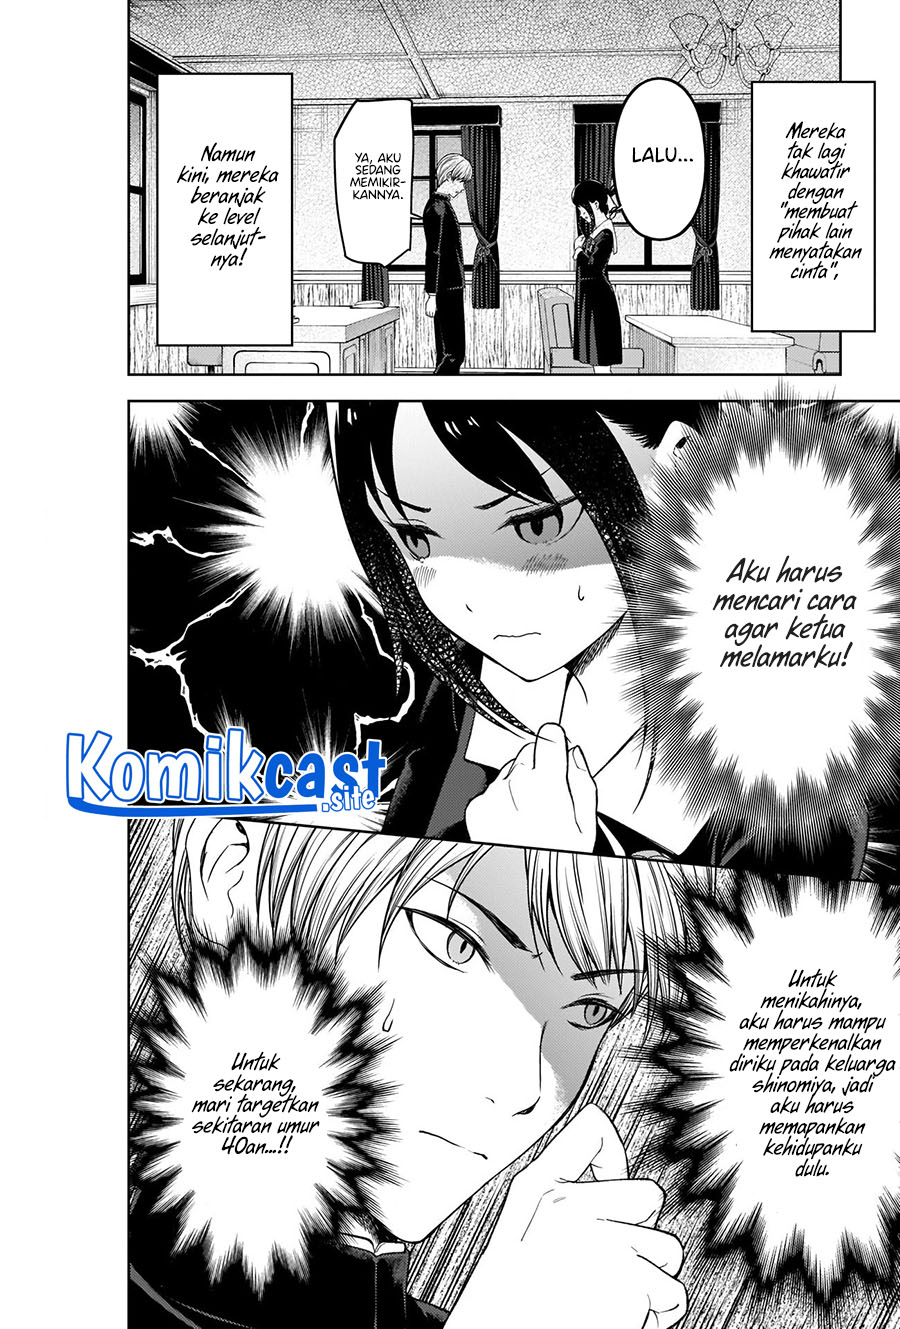 Mereka
tak lagi
khawatir
dengan
"membuat
pihak lain
menyatakan
cinta",
LALU...
YA, AKU
SEDANG
MEMIKIR-
KANNYA.
Namun
kini, mereka
beranjak
ke level
selanjut-
nya!
Aku harus
mencari cara
agar ketua
melamarku!
Komikcast
.site
Untuk
menikahinya,
aku harus mampu
memperkenalkan
diriku pada keluarga
shinomiya, jadi
aku harus
memapankan
kehidupanku
dulu.
Untuk
sekarang,
mari targetkan
sekitaran umur
40an...!!